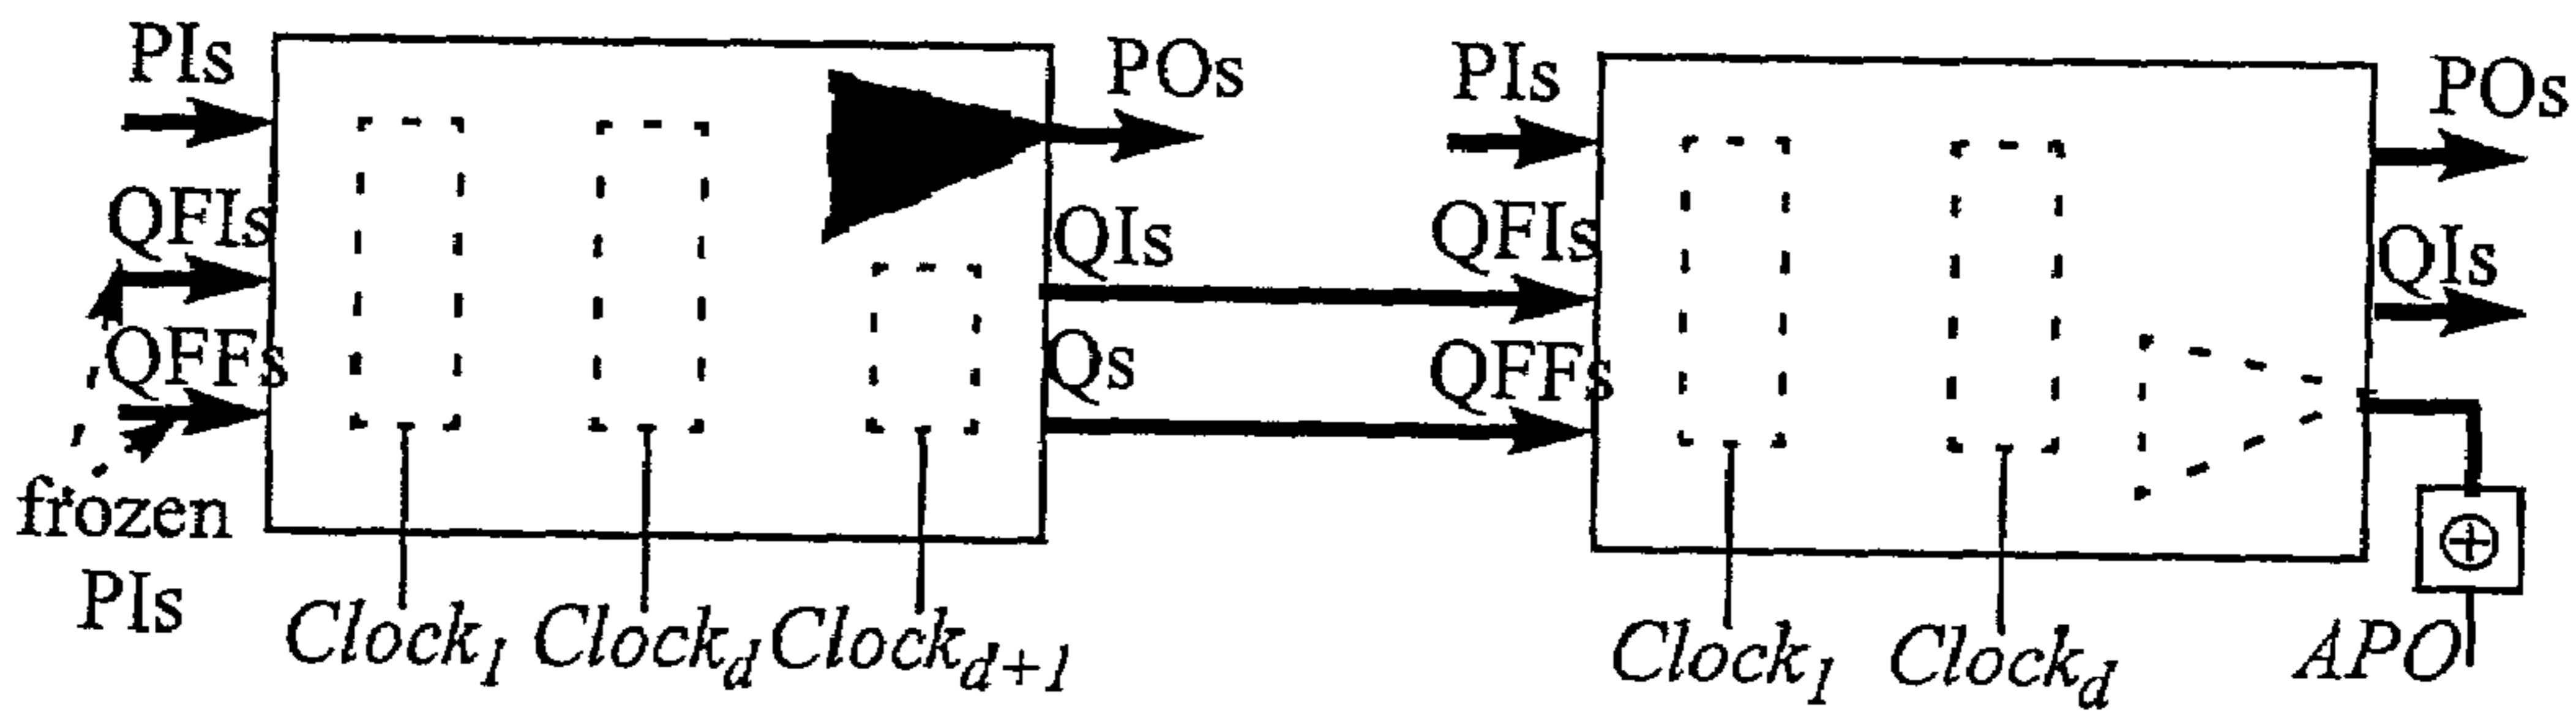 PIs
POs
PIs
POs
QFIs
QIs
QFIs
QIs
QFFs
Qs
QFFs
frozen
PIs
Clock1
Clockd
Clockd+1
Clock1
Clockd
APO